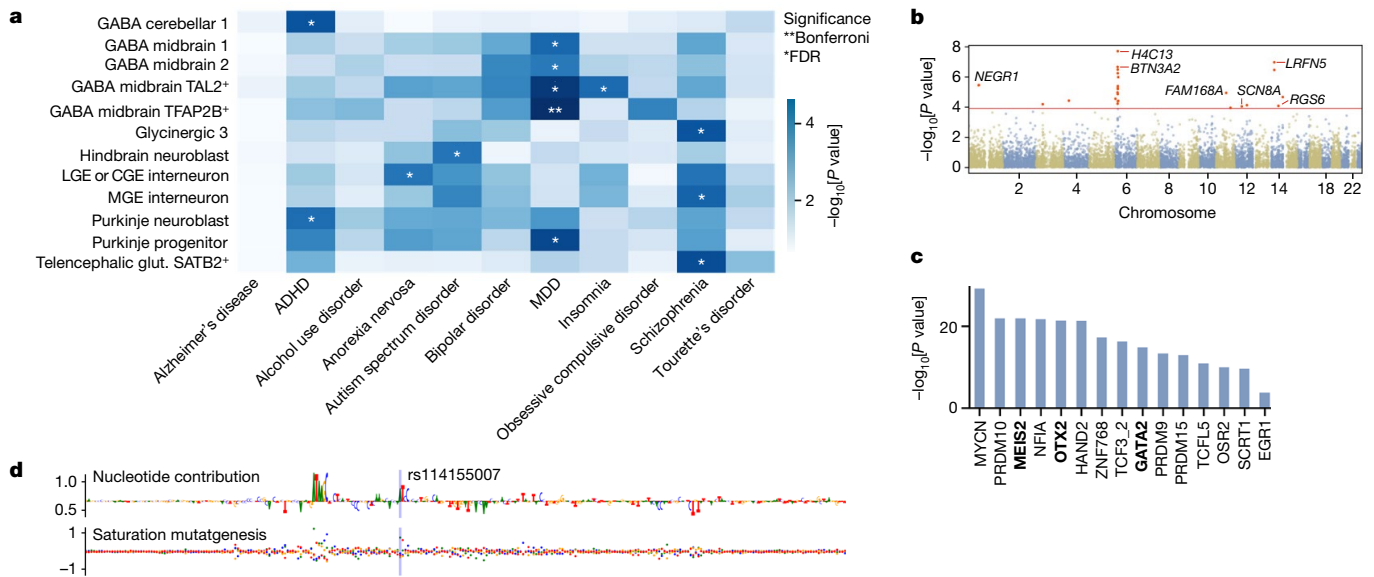 a
GABA cerebellar 1
GABA midbrain 1
GABA midbrain 2
GABA midbrain TAL2⁺
GABA midbrain TFAP2B⁺
Glycinergic 3
Hindbrain neuroblast
LGE or CGE interneuron
MGE interneuron
Purkinje neuroblast
Purkinje progenitor
Telencephalic glut. SATB2⁺
*
*
*
* *
**
*
*
*
*
*
*
*
Alzheimer's disease
ADHD
Alcohol use disorder
Anorexia nervosa
Autism spectrum disorder
Bipolar disorder
MDD
Insomnia
Obsessive compulsive disorder
Schizophrenia
Tourette's disorder
Significance
**Bonferroni
*FDR
4
2
–log₁₀[P value]
b
–log₁₀[P value]
8
6
4
2
0
NEGR1
H4C13
BTN3A2
FAM168A
SCN8A
LRFN5
RGS6
2 4 6 8 10 12 14 18 22
Chromosome
c
–log₁₀[P value]
20
0
MYCN
PRDM10
MEIS2
NFIA
OTX2
HAND2
ZNF768
TCF3_2
GATA2
PRDM9
PRDM15
TCFL5
OSR2
SCRT1
EGR1
d
Nucleotide contribution
rs114155007
1.0
0.5
Saturation mutatgenesis
1
–1